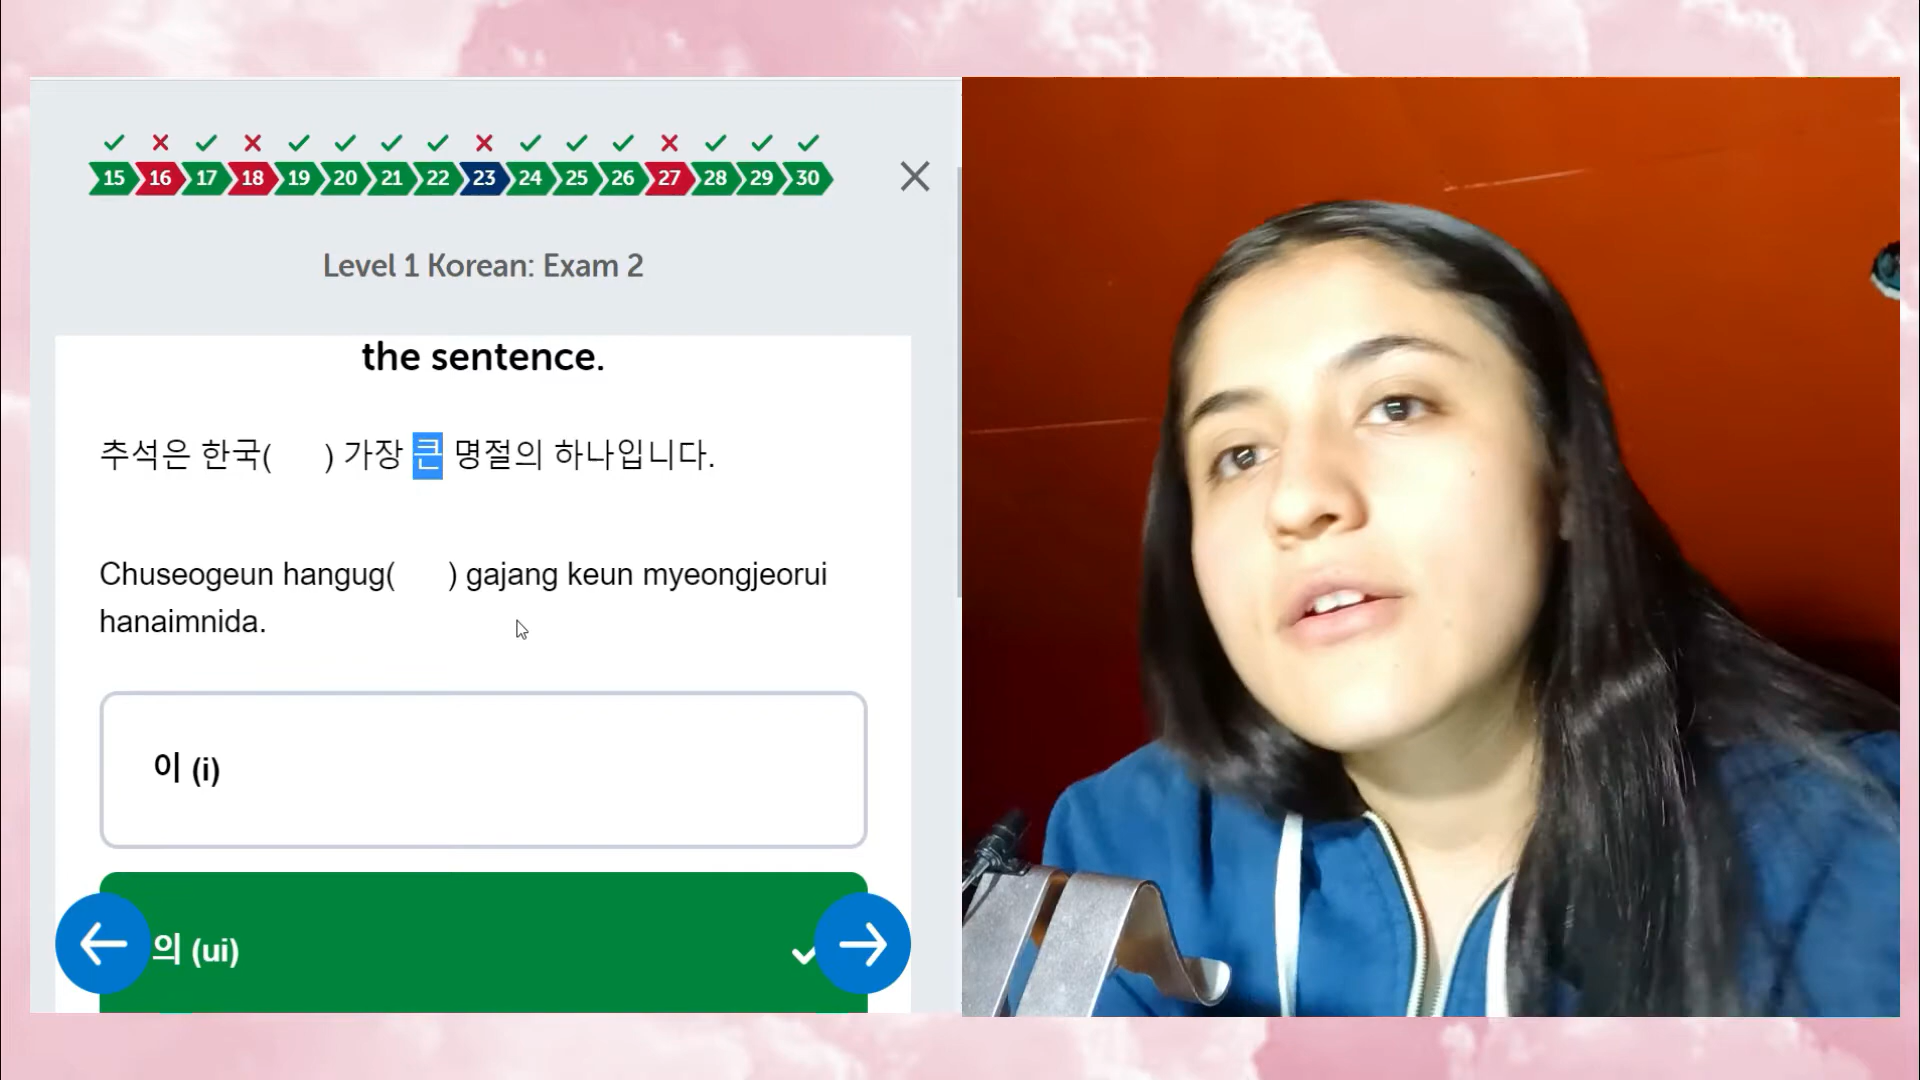 15 16 17 18 19 20 21 22 23 24 25 26 27 28 29 30
Level 1 Korean: Exam 2
the sentence.
추석은 한국( ) 가장 큰 명절의 하나입니다.
Chuseogeun hangug( ) gajang keun myeongjeorui
hanaimnida.
이 (i)
의 (ui)